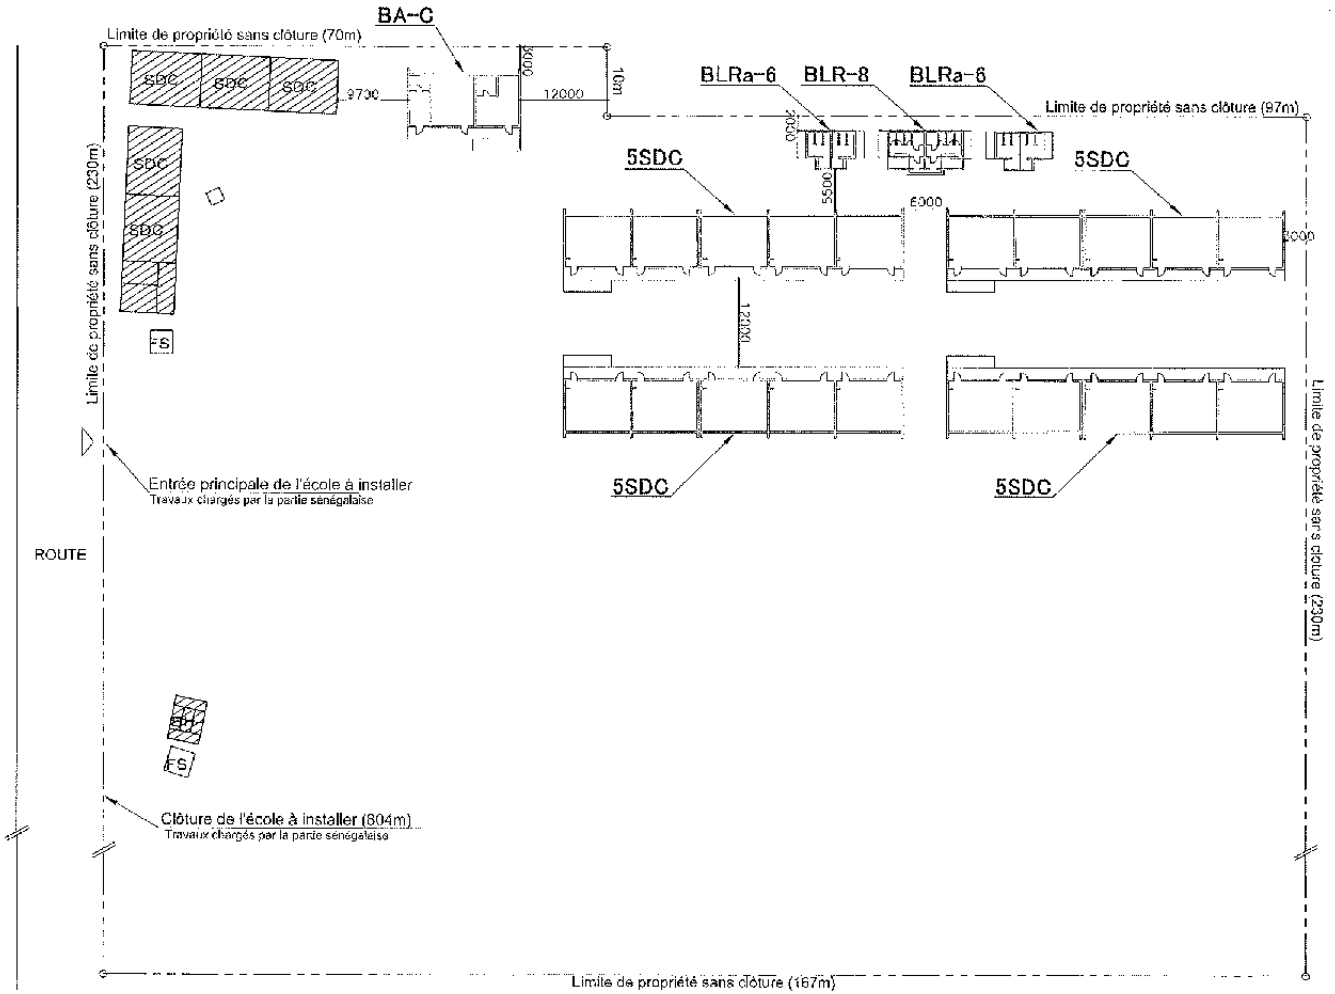 BA-C
Limite de propriété sans clôture (70m)
SDC
SDC
SDC
9700
3000
12000
10m
BLRa-6
BLR-8
BLRa-6
Limite de propriété sans clôture (97m)
3000
SDC
SDC
Limite de propriété sans clôture (230m)
5SDC
5500
6000
5SDC
3000
12000
FS
5SDC
5SDC
Entrée principale de l'école à installer
Travaux chargés par la partie sénégalaise
ROUTE
Limite de propriété sans clôture (230m)
FS
Clôture de l'école à installer (804m)
Travaux chargés par la partie sénégalaise
Limite de propriété sans clôture (167m)